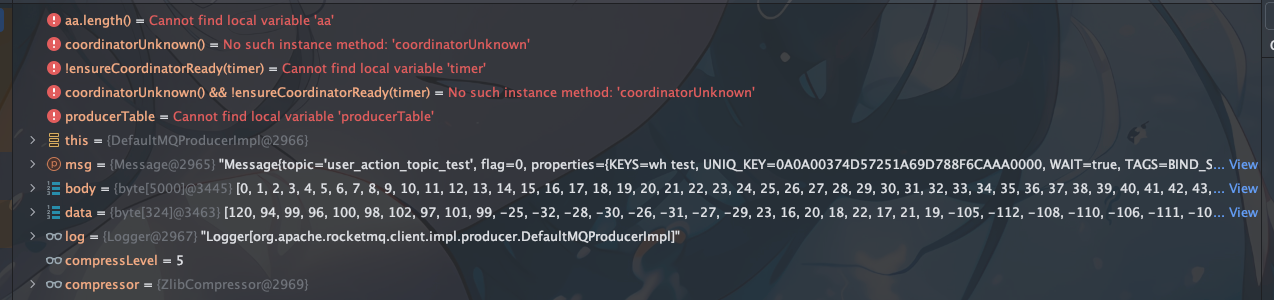 aa.length() = Cannot find local variable 'aa'
coordinatorUnknown() = No such instance method: 'coordinatorUnknown'
!ensureCoordinatorReady(timer) = Cannot find local variable 'timer'
coordinatorUnknown() && !ensureCoordinatorReady(timer) = No such instance method: 'coordinatorUnknown'
producerTable = Cannot find local variable 'producerTable'
this = {DefaultMQProducerImpl@2966}
msg = {Message@2965} "Message{topic='user_action_topic_test', flag=0, properties={KEYS=wh test, UNIQ_KEY=0A0A00374D57251A69D788F6CAAA0000, WAIT=true, TAGS=BIND_S... View
body = {byte[5000]@3445} [0, 1, 2, 3, 4, 5, 6, 7, 8, 9, 10, 11, 12, 13, 14, 15, 16, 17, 18, 19, 20, 21, 22, 23, 24, 25, 26, 27, 28, 29, 30, 31, 32, 33, 34, 35, 36, 37, 38, 39, 40, 41, 42, 43,... View
data = {byte[324]@3463} [120, 94, 99, 96, 100, 98, 102, 97, 101, 99, -25, -32, -28, -30, -26, -31, -27, -29, 23, 16, 20, 18, 22, 17, 21, 19, -105, -112, -108, -110, -106, -111, -10... View
log = {Logger@2967} "Logger[org.apache.rocketmq.client.impl.producer.DefaultMQProducerImpl]"
compressLevel = 5
compressor = {ZlibCompressor@2969}